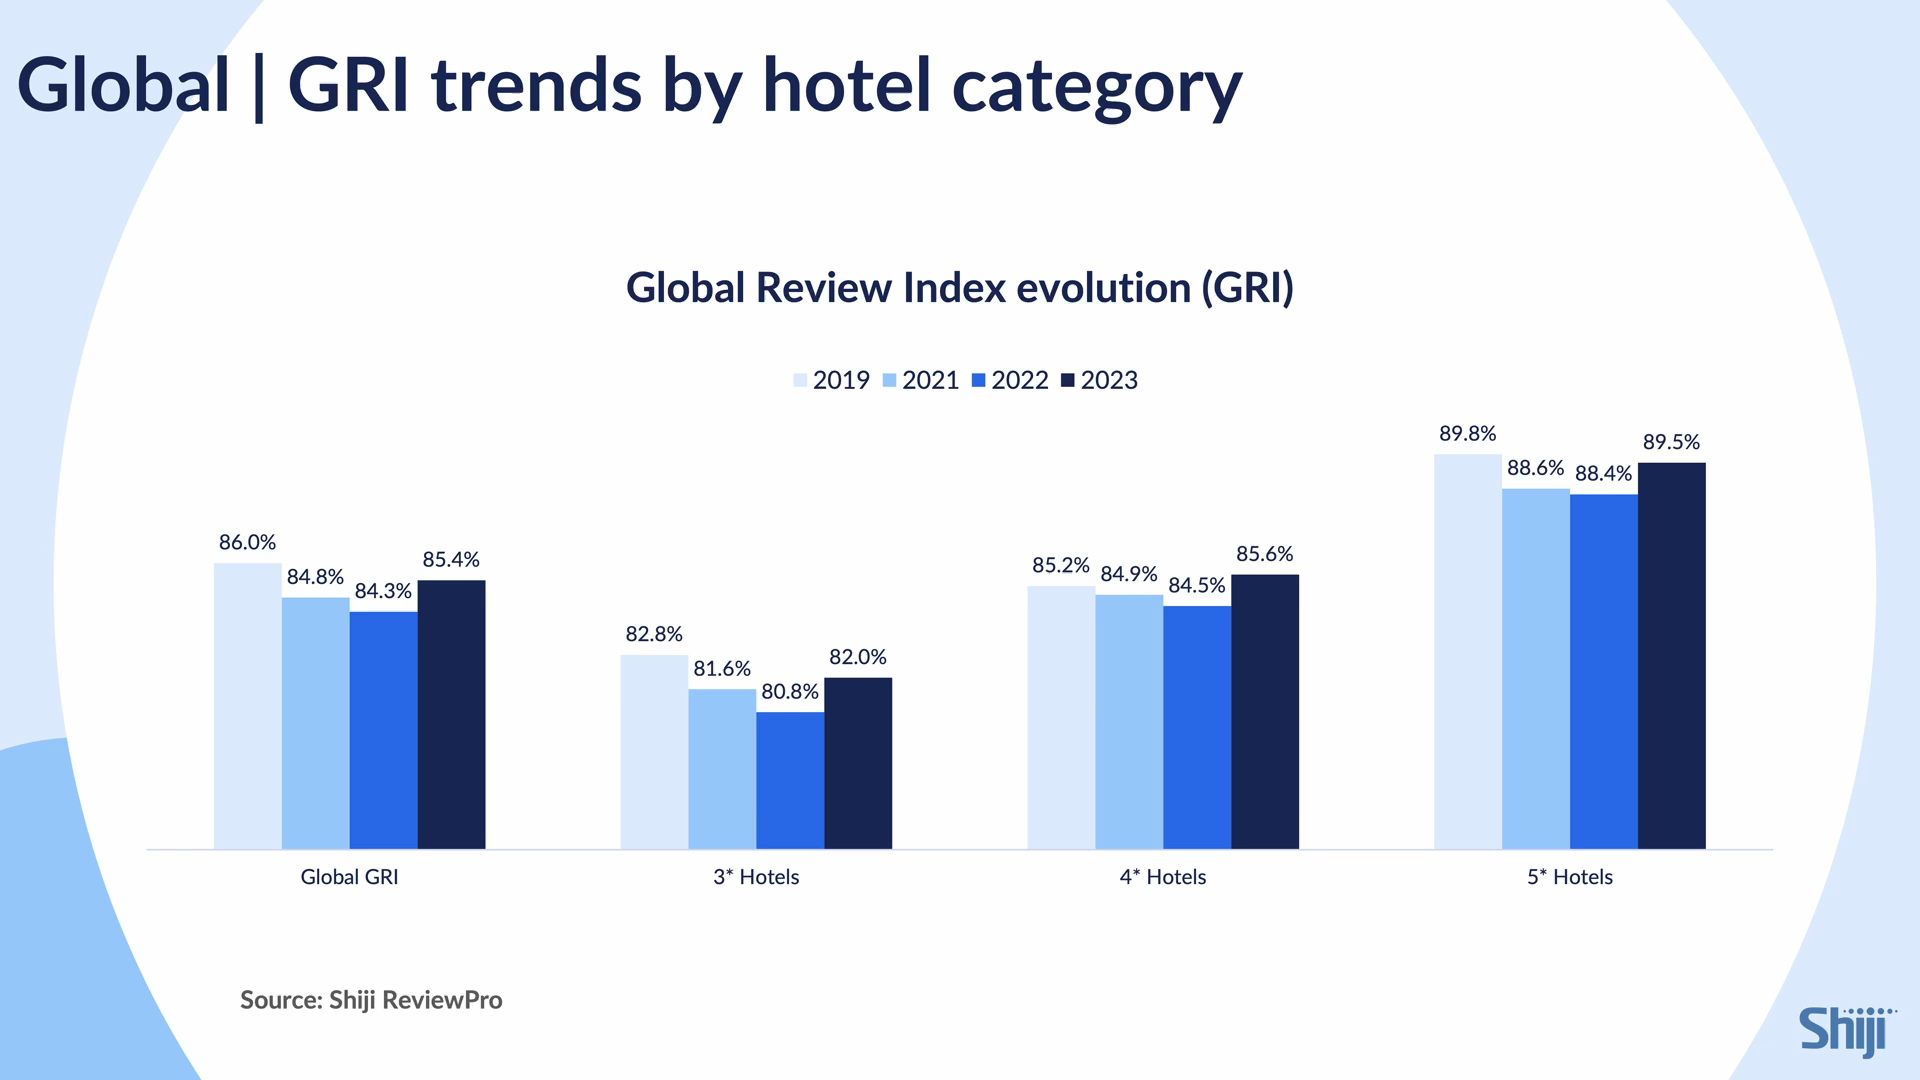 Global | GRI trends by hotel category
Global Review Index evolution (GRI)
2019 2021 2022 2023
86.0% 84.8% 84.3% 85.4%
82.8% 81.6% 80.8% 82.0%
85.2% 84.9% 84.5% 85.6%
89.8% 88.6% 88.4% 89.5%
Global GRI 3* Hotels 4* Hotels 5* Hotels
Source: Shiji ReviewPro
Shiji